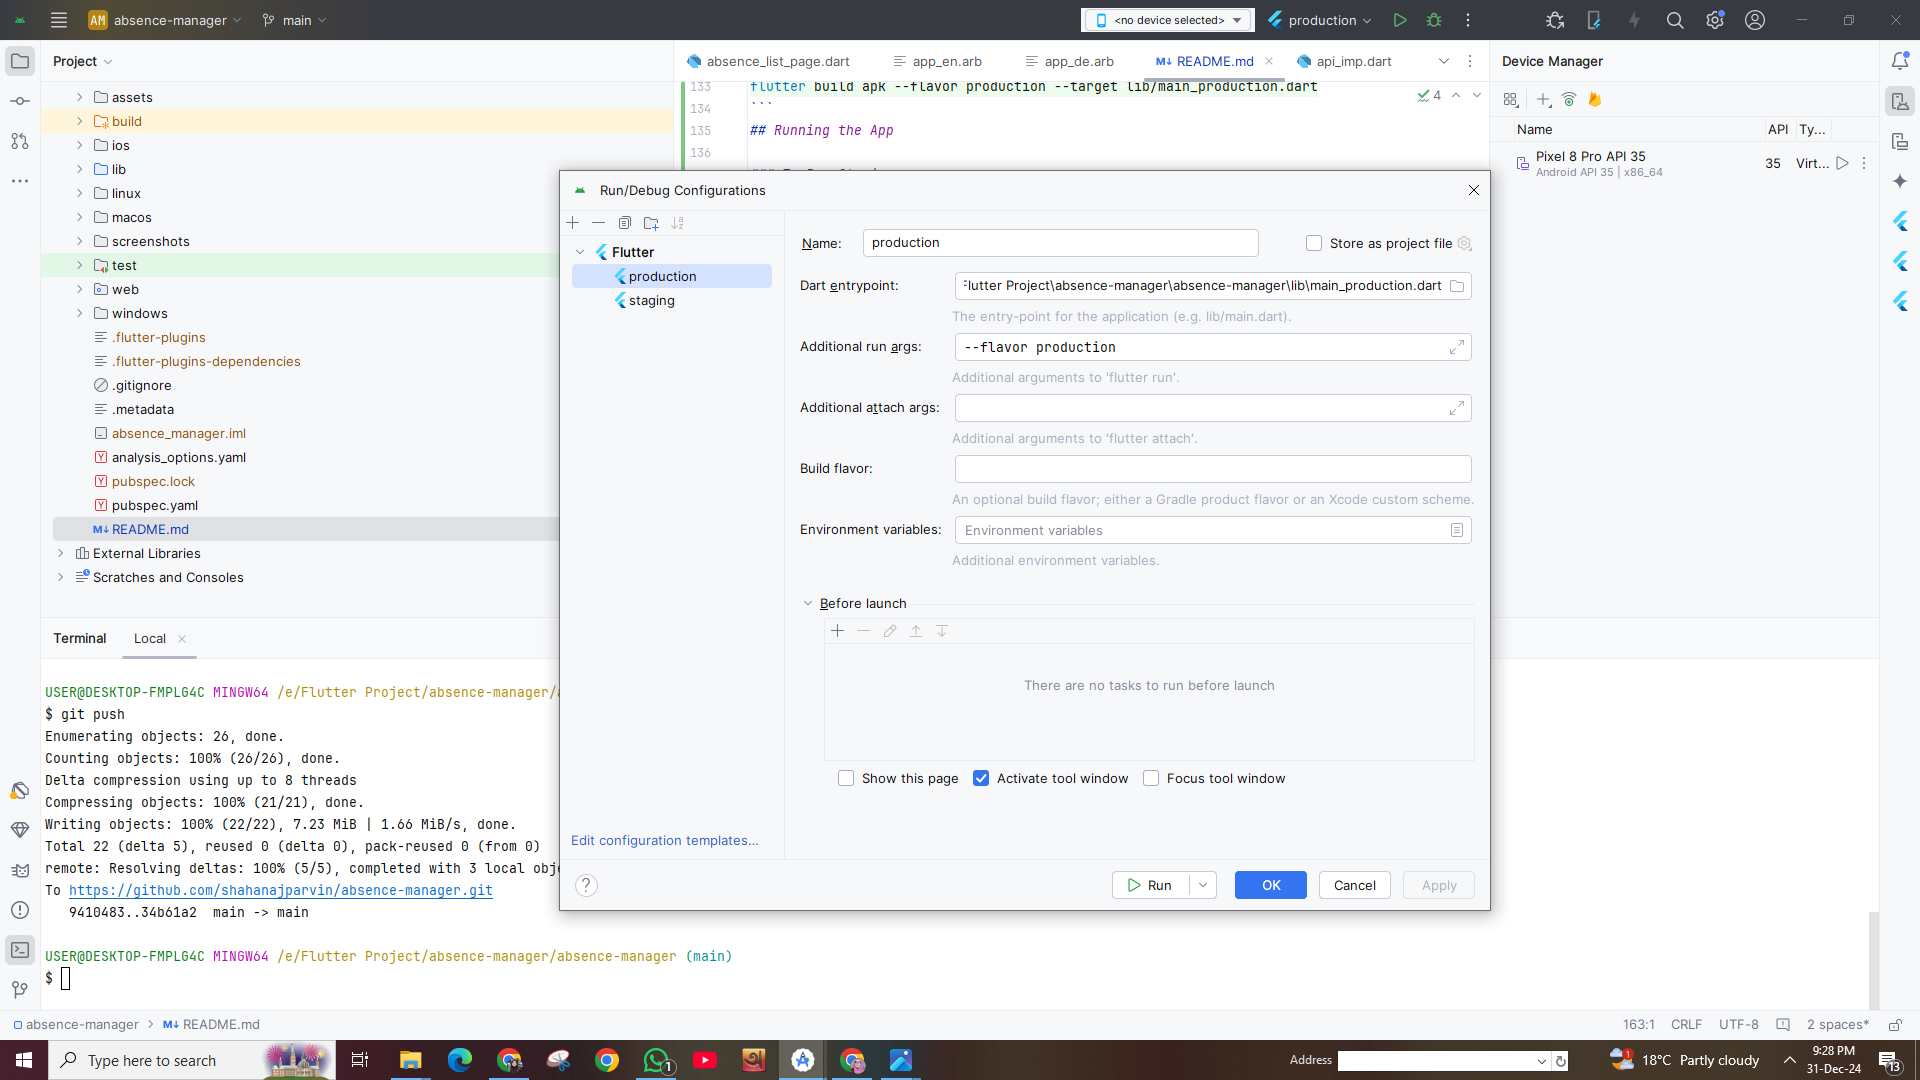 AM absence-manager
main
<no device selected>
production
Project
absence_list_page.dart
app_en.arb
app_de.arb
M↓ README.md
api_imp.dart
Device Manager
assets
build
ios
lib
linux
macos
screenshots
test
web
windows
.flutter-plugins
.flutter-plugins-dependencies
.gitignore
.metadata
absence_manager.iml
analysis_options.yaml
pubspec.lock
pubspec.yaml
M↓ README.md
External Libraries
Scratches and Consoles
133 flutter build apk --flavor production --target lib/main_production.dart
134 ```
135 ## Running the App
136
4
Name API Ty...
Pixel 8 Pro API 35 35 Virt...
Android API 35 | x86_64
Run/Debug Configurations
Flutter
production
staging
Edit configuration templates...
Name: production
Store as project file
Dart entrypoint: Flutter Project\absence-manager\absence-manager\lib\main_production.dart
The entry-point for the application (e.g. lib/main.dart).
Additional run args: --flavor production
Additional arguments to 'flutter run'.
Additional attach args:
Additional arguments to 'flutter attach'.
Build flavor:
An optional build flavor; either a Gradle product flavor or an Xcode custom scheme.
Environment variables: Environment variables
Additional environment variables.
Before launch
There are no tasks to run before launch
Show this page Activate tool window Focus tool window
? Run OK Cancel Apply
Terminal Local
USER@DESKTOP-FMPLG4C MINGW64 /e/Flutter Project/absence-manager/
$ git push
Enumerating objects: 26, done.
Counting objects: 100% (26/26), done.
Delta compression using up to 8 threads
Compressing objects: 100% (21/21), done.
Writing objects: 100% (22/22), 7.23 MiB | 1.66 MiB/s, done.
Total 22 (delta 5), reused 0 (delta 0), pack-reused 0 (from 0)
remote: Resolving deltas: 100% (5/5), completed with 3 local obj
To https://github.com/shahanajparvin/absence-manager.git
9410483..34b61a2 main -> main
USER@DESKTOP-FMPLG4C MINGW64 /e/Flutter Project/absence-manager/absence-manager (main)
$
absence-manager > M↓ README.md
163:1 CRLF UTF-8 2 spaces*
Type here to search
1
Address
1
18°C Partly cloudy
9:28 PM
31-Dec-24
13